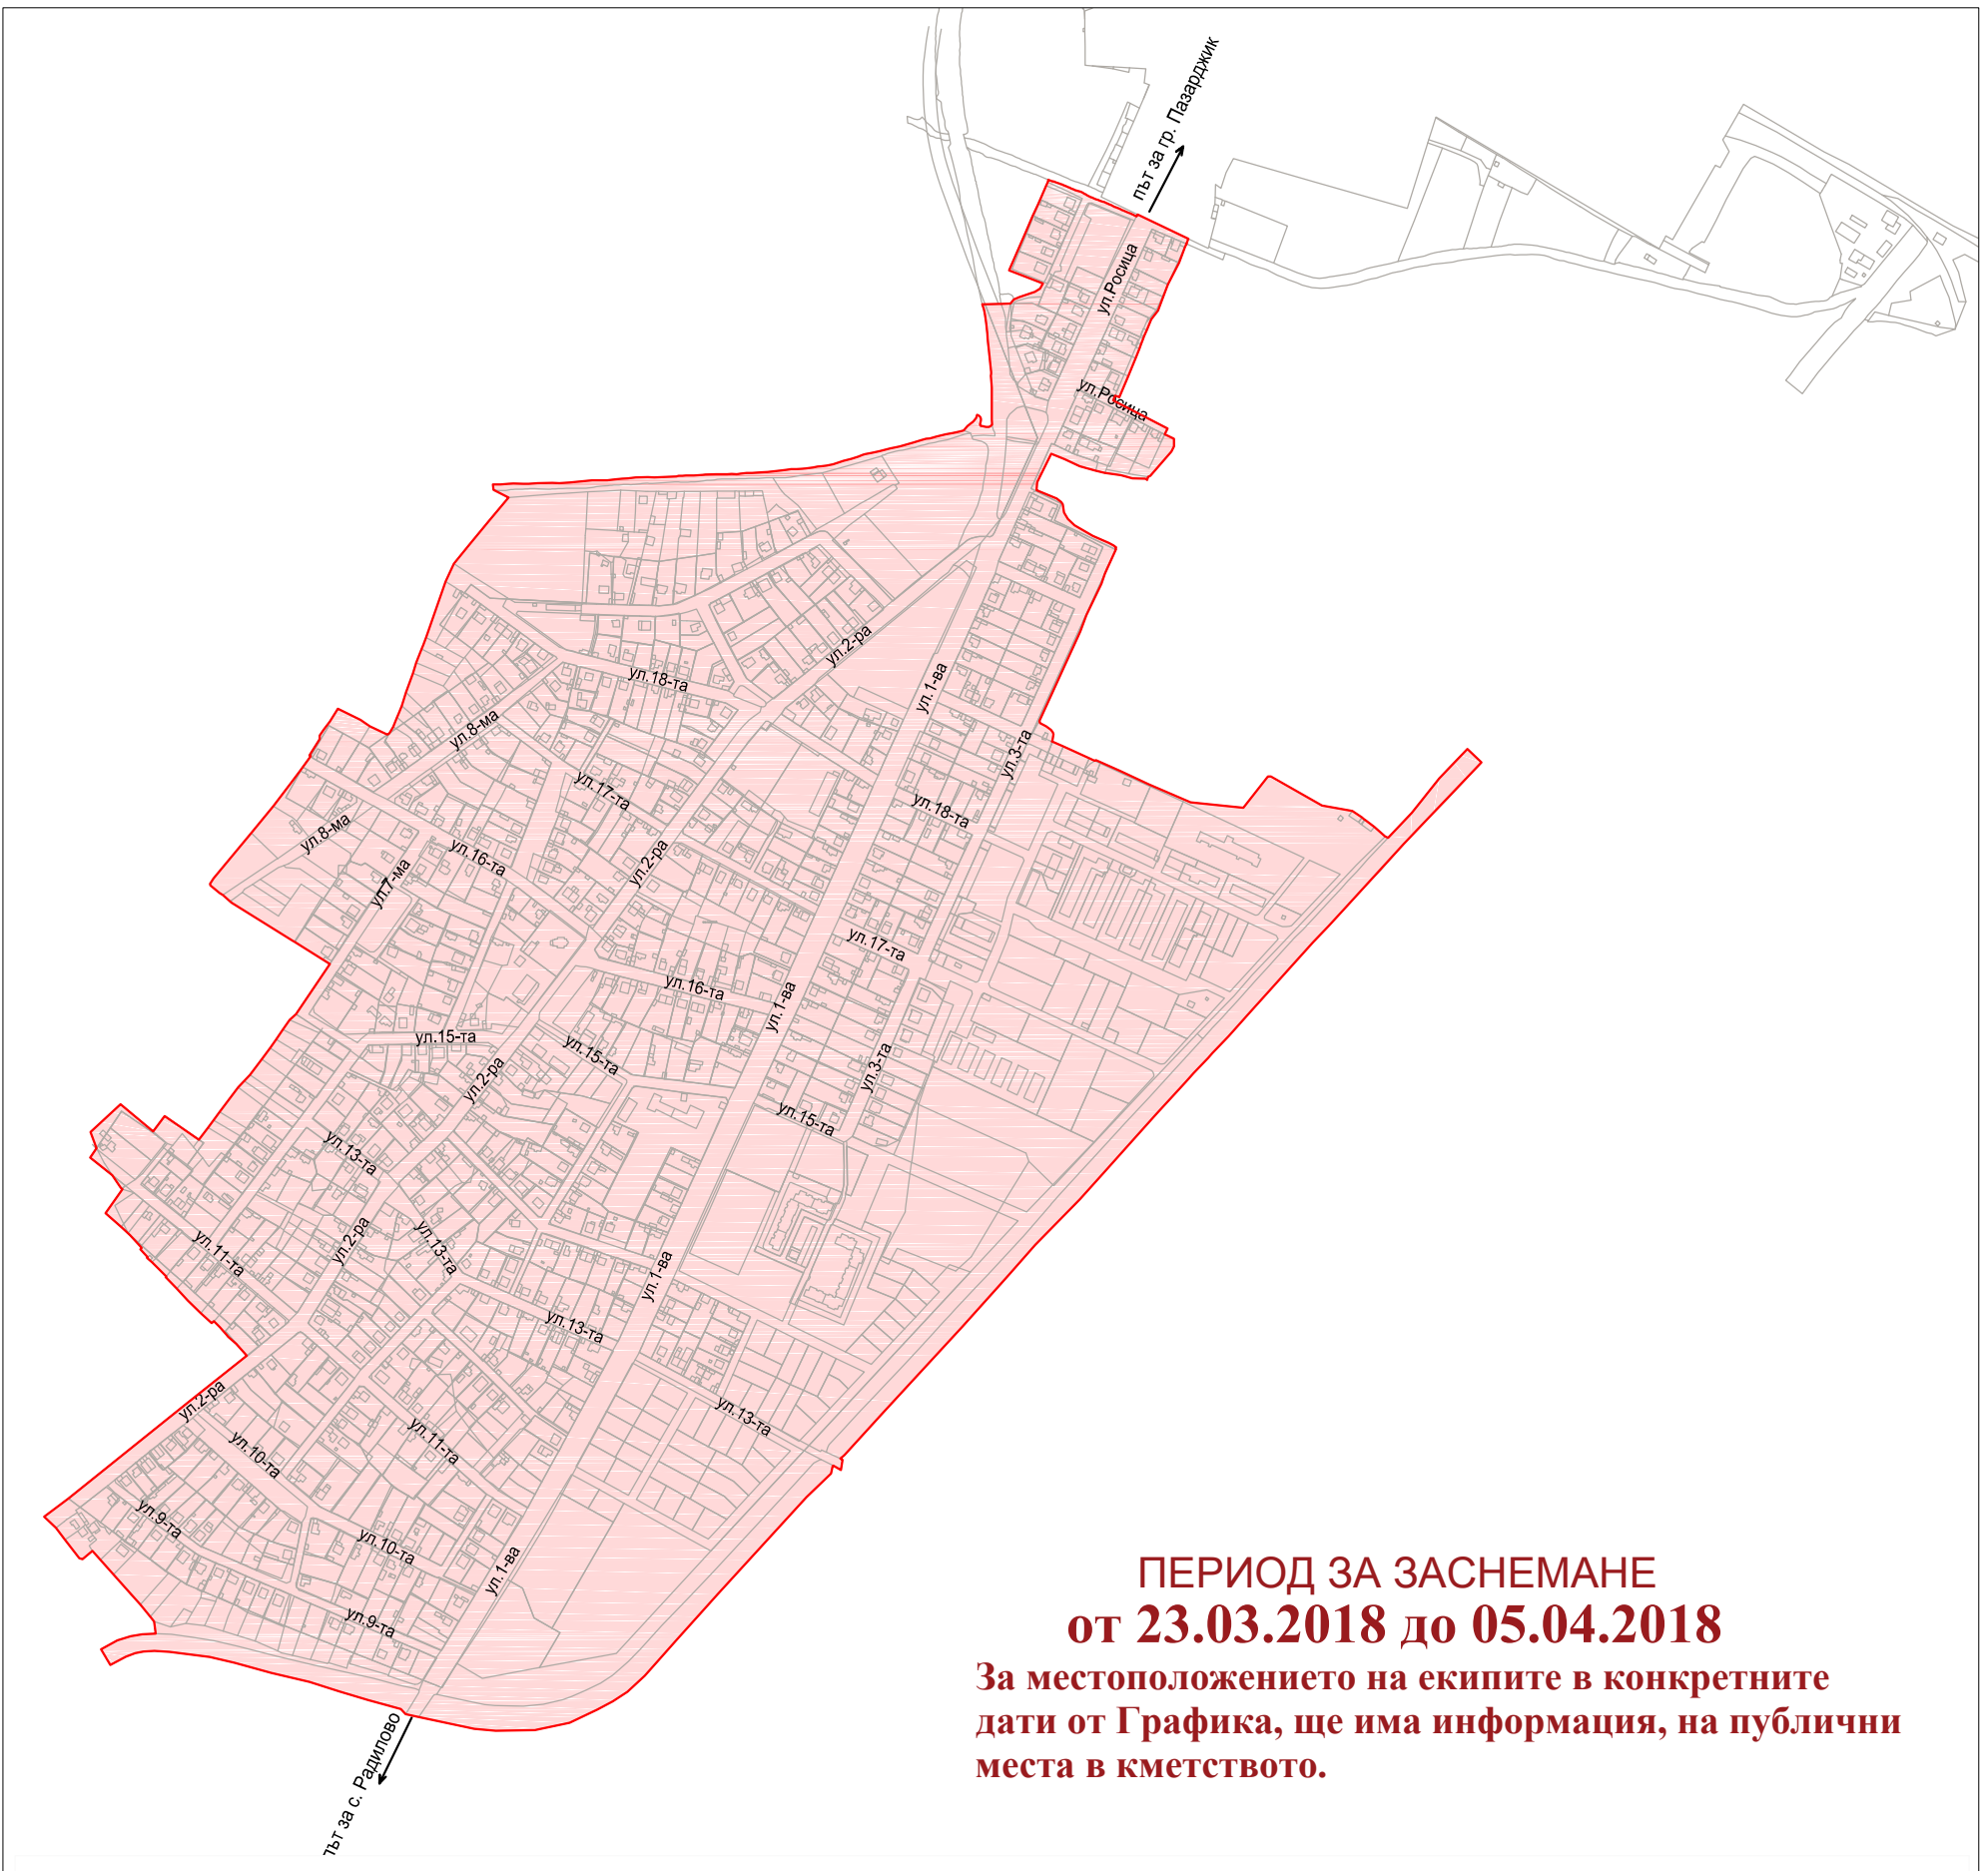 път за гр. Пазарджик
ул.Росица
ул.Росица
ул.2-ра
ул.18-та
ул.1-ва
ул.8-ма
ул.3-та
ул.17-та
ул.18-та
ул.8-ма
ул.16-та
ул.2-ра
ул.7-ма
ул.17-та
ул.16-та
ул.1-ва
ул.15-та
ул.15-та
ул.3-та
ул.2-ра
ул.15-та
ул.13-та
ул.2-ра
ул.13-та
ул.11-та
ул.1-ва
ул.13-та
ул.2-ра
ул.13-та
ул.11-та
ул.10-та
ул.9-та
ул.10-та
ул.1-ва
ул.9-та
ПЕРИОД ЗА ЗАСНЕМАНЕ
от 23.03.2018 до 05.04.2018
За местоположението на екипите в конкретните
дати от Графика, ще има информация, на публични
места в кметството.
път за с. Радилово